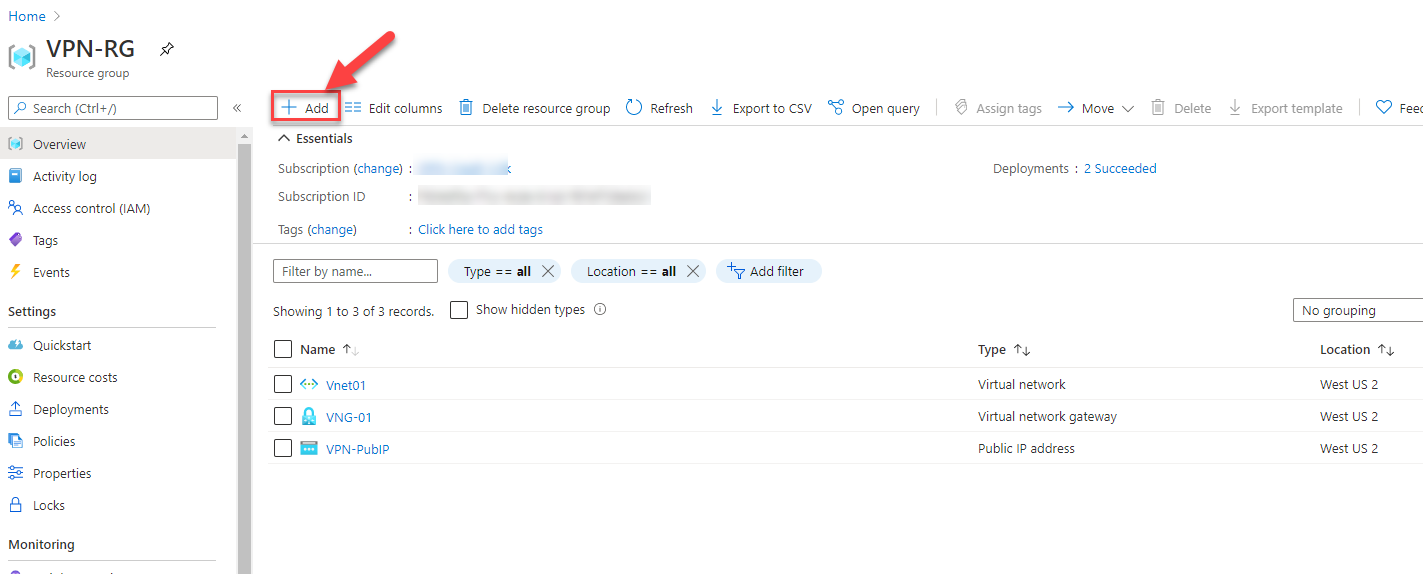 Home
VPN-RG
Resource group
Search (Ctrl+/)
Overview
Activity log
Access control (IAM)
Tags
Events
Settings
Quickstart
Resource costs
Deployments
Policies
Properties
Locks
Monitoring
Add Edit columns Delete resource group Refresh Export to CSV Open query Assign tags Move Delete Export template Feed
Essentials
Subscription (change) : Deployments : 2 Succeeded
Subscription ID :
Tags (change) : Click here to add tags
Filter by name... Type == all Location == all Add filter
Showing 1 to 3 of 3 records. Show hidden types No grouping
Name Type Location
Vnet01 Virtual network West US 2
VNG-01 Virtual network gateway West US 2
VPN-PubIP Public IP address West US 2